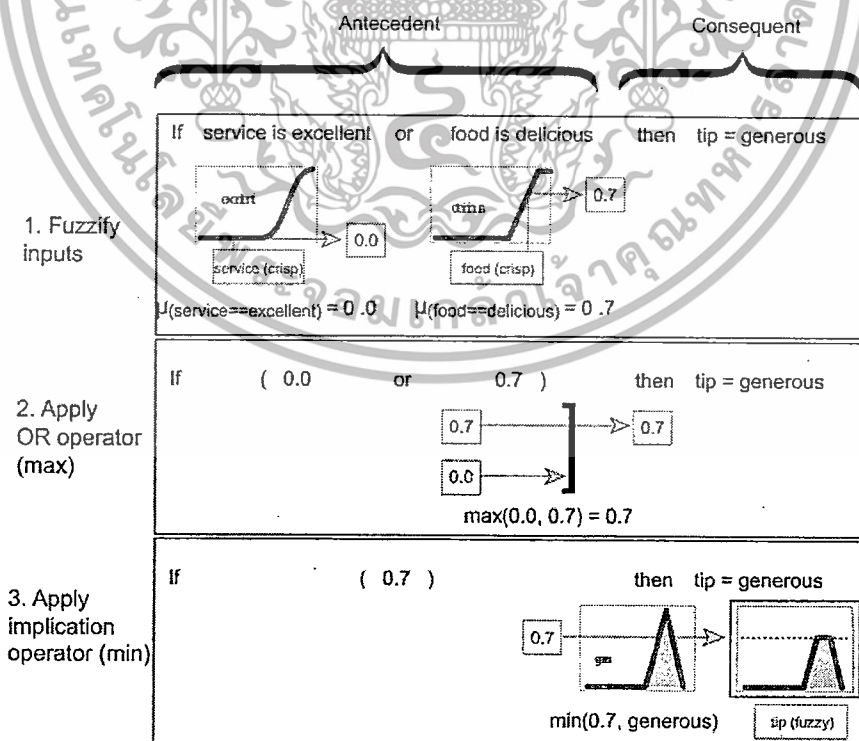 Antecedent Consequent
If service is excellent or food is delicious then tip = generous
1. Fuzzify
inputs
0.0
0.7
service (crisp)
food (crisp)
μ(service==excellent) = 0 .0 μ(food==delicious) = 0 .7
2. Apply
OR operator
(max)
If ( 0.0 or 0.7 ) then tip = generous
0.7 0.7
0.0
max(0.0, 0.7) = 0.7
3. Apply
implication
operator (min)
If ( 0.7 ) then tip = generous
0.7
min(0.7, generous) tip (fuzzy)